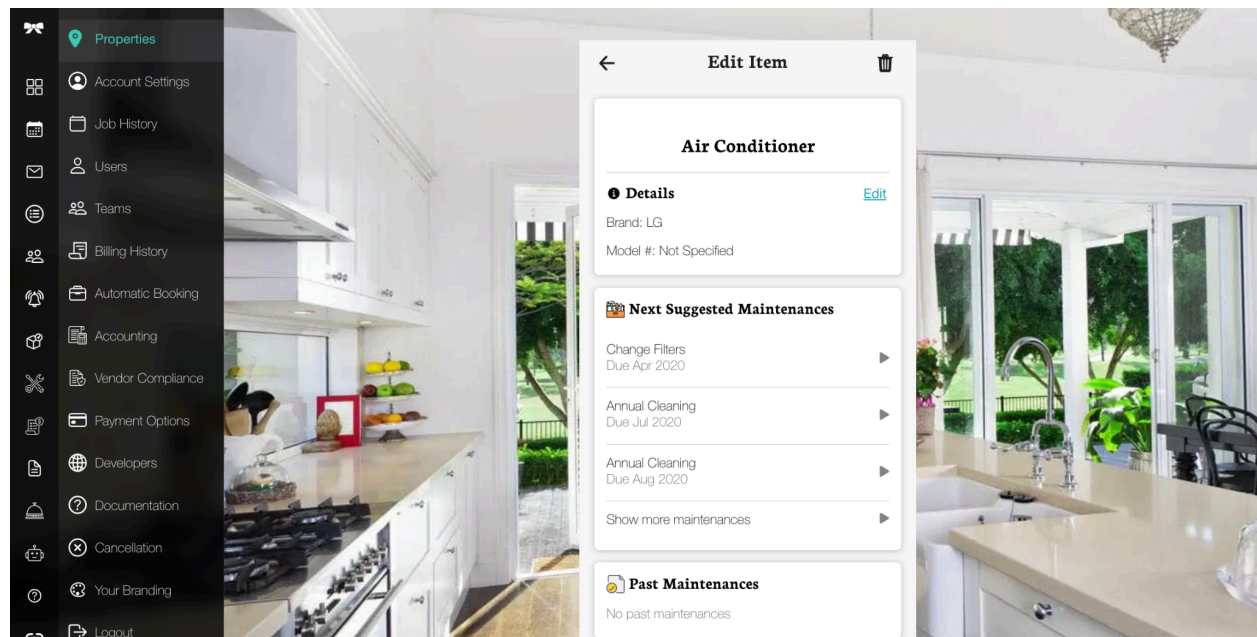 Properties
Account Settings
Job History
Users
Teams
Billing History
Automatic Booking
Accounting
Vendor Compliance
Payment Options
Developers
Documentation
Cancellation
Your Branding
Logout
Edit Item
Air Conditioner
Details
Edit
Brand: LG
Model #: Not Specified
Next Suggested Maintenances
Change Filters
Due Apr 2020
Annual Cleaning
Due Jul 2020
Annual Cleaning
Due Aug 2020
Show more maintenances
Past Maintenances
No past maintenances